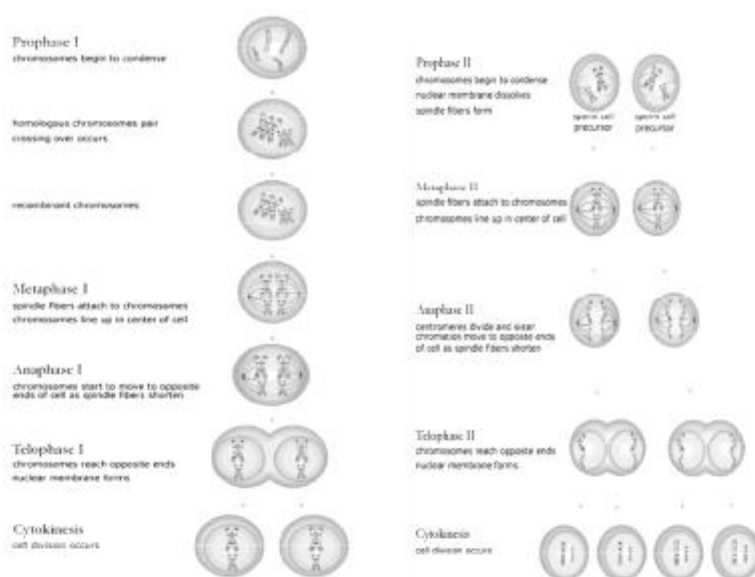 Prophase I
chromosomes begin to condense
homologous chromosomes pair
crossing over occurs
recombinant chromosomes
Metaphase I
spindle fibers attach to chromosomes
chromosomes line up in center of cell
Anaphase I
chromosomes start to move to opposite
ends of cell as spindle fibers shorten
Telophase I
chromosomes reach opposite ends
nuclear membrane forms
Cytokinesis
cell division occurs
Prophase II
chromosomes begin to condense
nuclear membrane dissolves
spindle fibers form
sperm cell
precursor
sperm cell
precursor
Metaphase II
spindle fibers attach to chromosomes
chromosomes line up in center of cell
Anaphase II
centromeres divide and sister
chromatids move to opposite ends
of cell as spindle fibers shorten
Telophase II
chromosomes reach opposite ends
nuclear membrane forms
Cytokinesis
cell division occurs